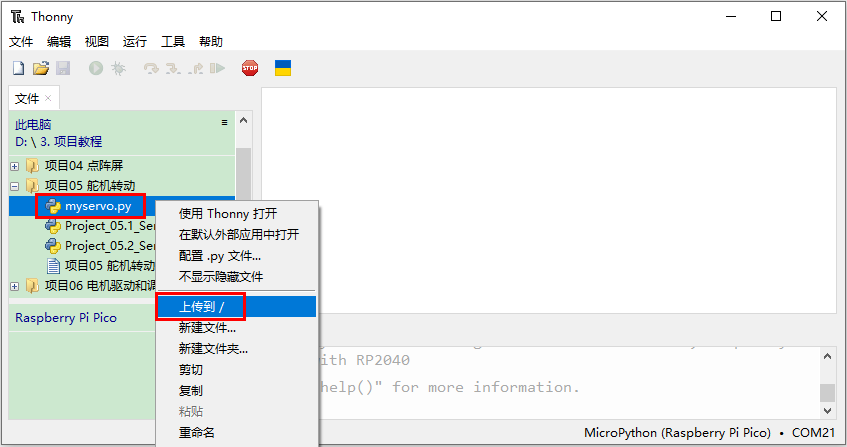 Thonny
文件 编辑 视图 运行 工具 帮助
STOP
文件
此电脑
D: \ 3. 项目教程
项目04 点阵屏
项目05 舵机转动
myservo.py
Project_05.1_Ser
Project_05.2_Ser
项目05 舵机转动
项目06 电机驱动和调
Raspberry Pi Pico
使用 Thonny 打开
在默认外部应用中打开
配置 .py 文件...
不显示隐藏文件
上传到 /
新建文件...
新建文件夹...
剪切
复制
粘贴
重命名
ith RP2040
help()" for more information.
MicroPython (Raspberry Pi Pico) • COM21